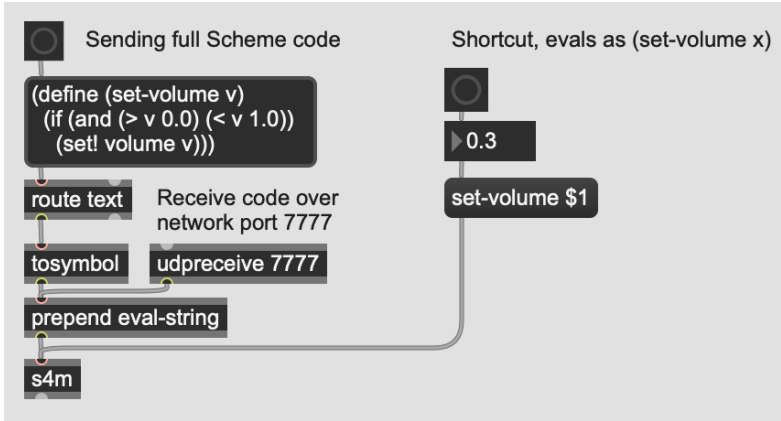 Sending full Scheme code
(define (set-volume v)
(if (and (> v 0.0) (< v 1.0))
(set! volume v)))
route text
Receive code over
network port 7777
tosymbol
udpreceive 7777
prepend eval-string
s4m
Shortcut, evals as (set-volume x)
0.3
set-volume $1